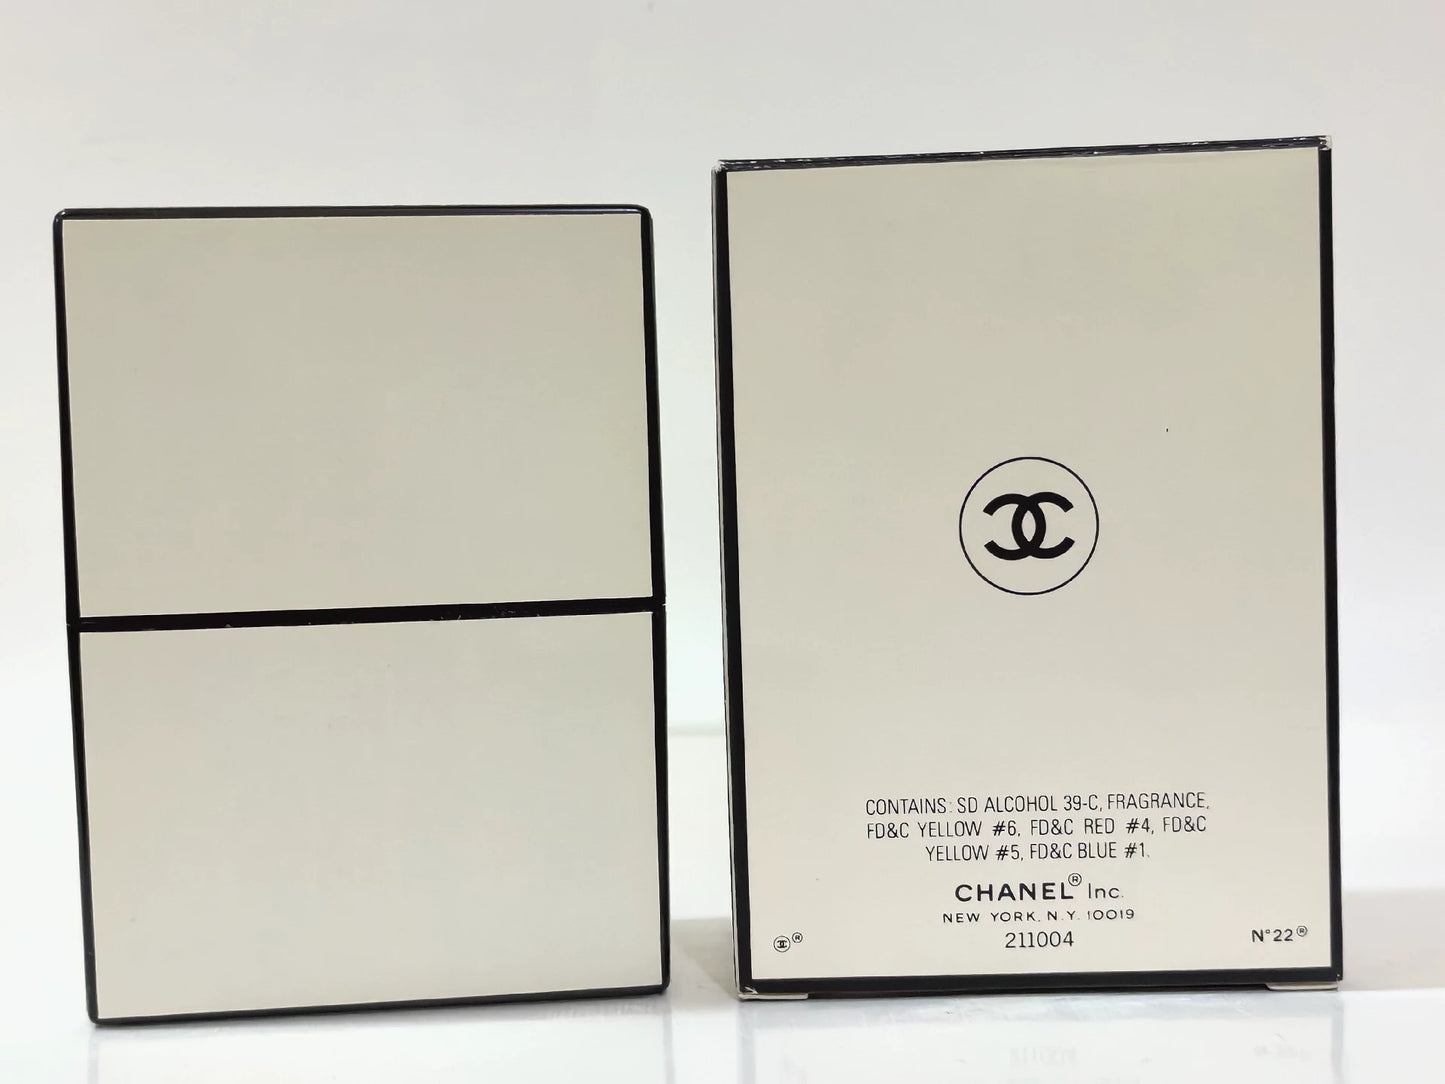 CONTAINS: SD ALCOHOL 39-C, FRAGRANCE,
FD&C YELLOW #6, FD&C RED #4, FD&C
YELLOW #5, FD&C BLUE #1.
CHANEL® Inc.
NEW YORK, N.Y. 10019
211004
® N°22®